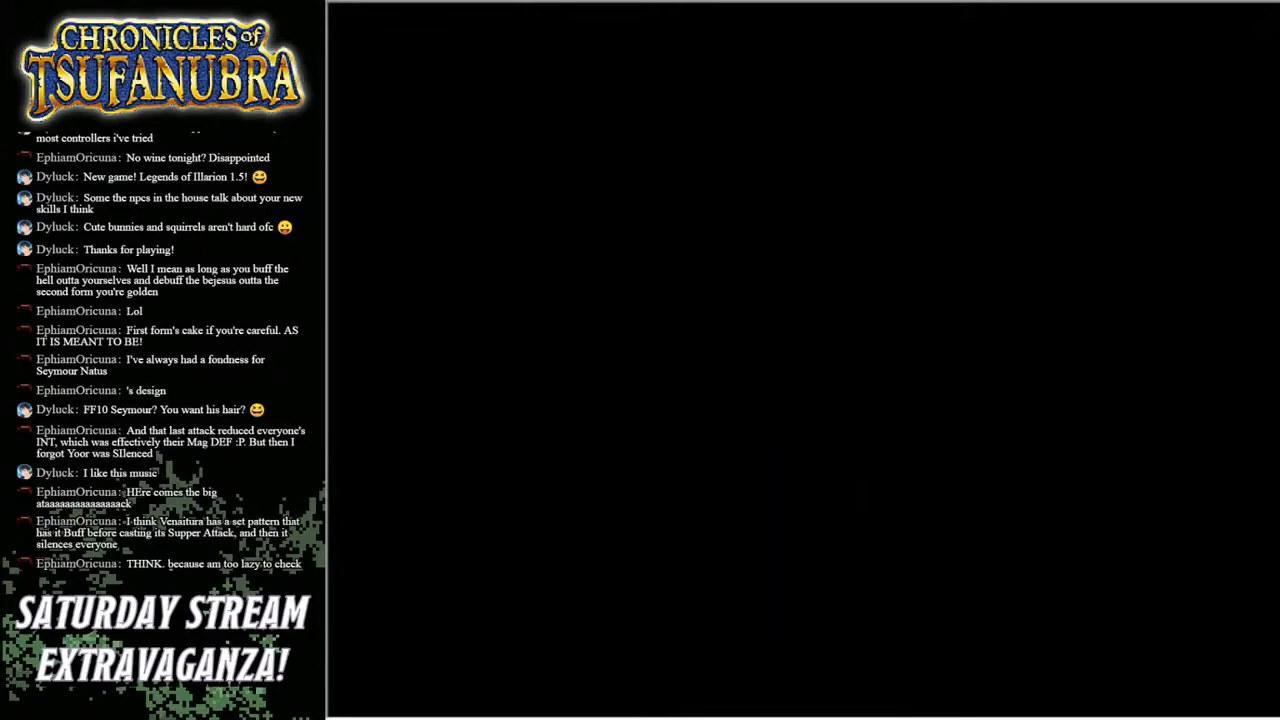 CHRONICLES of
TSUFANUBRA
most controllers i've tried
EphiamOricuna: No wine tonight? Disappointed
Dyluck: New game! Legends of Illarion 1.5! 😆
Dyluck: Some the npcs in the house talk about your new
skills I think
Dyluck: Cute bunnies and squirrels aren't hard ofc 😛
Dyluck: Thanks for playing!
EphiamOricuna: Well I mean as long as you buff the
hell outta yourselves and debuff the bejesus outta the
second form you're golden
EphiamOricuna: Lol
EphiamOricuna: First form's cake if you're careful. AS
IT IS MEANT TO BE!
EphiamOricuna: I've always had a fondness for
Seymour Natus
EphiamOricuna: 's design
Dyluck: FF10 Seymour? You want his hair? 😆
EphiamOricuna: And that last attack reduced everyone's
INT, which was effectively their Mag DEF :P. But then I
forgot Yoor was SIlenced
Dyluck: I like this music
EphiamOricuna: HEre comes the big
ataaaaaaaaaaaaaack
EphiamOricuna: I think Venaitura has a set pattern that
has it Buff before casting its Supper Attack, and then it
silences everyone
EphiamOricuna: THINK. because am too lazy to check
SATURDAY STREAM
EXTRAVAGANZA!